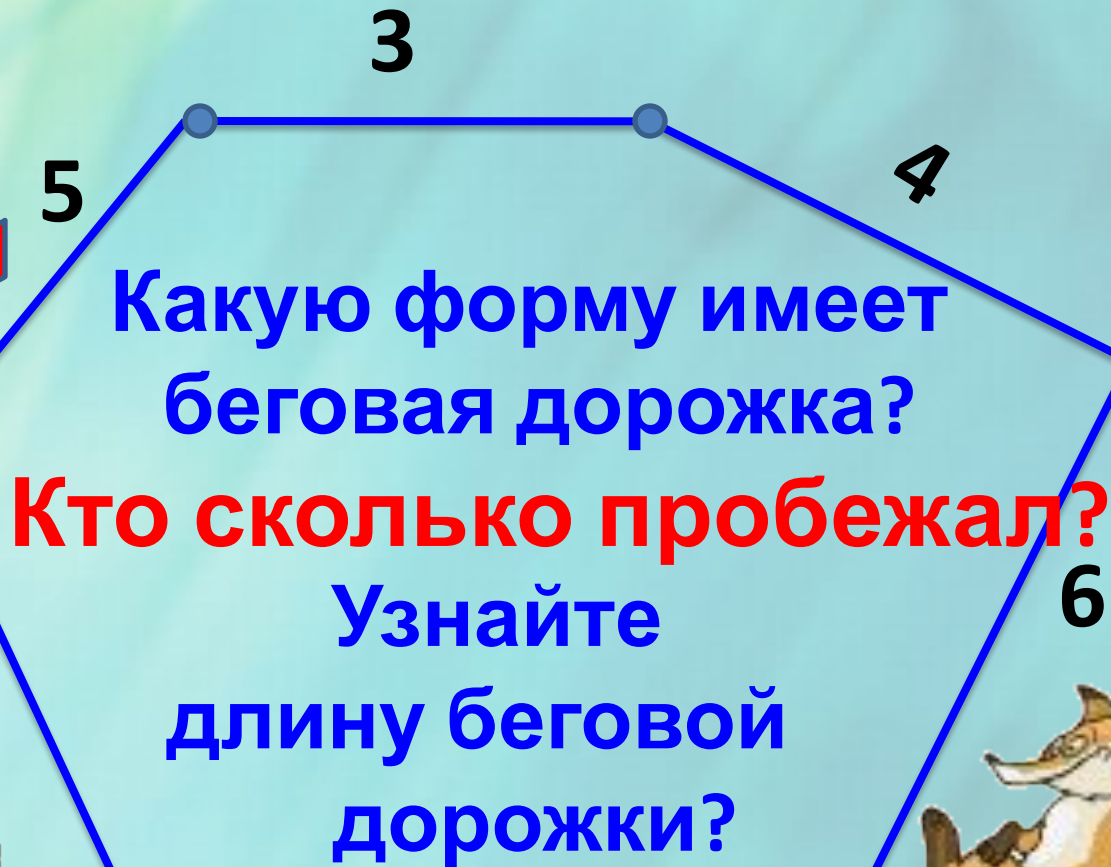 3
4
5
Какую форму имеет
беговая дорожка?
Кто сколько пробежал?
6
Узнайте
длину беговой
дорожки?